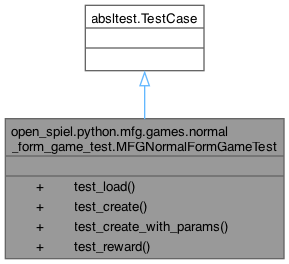 absltest.TestCase
open_spiel.python.mfg.games.normal
_form_game_test.MFGNormalFormGameTest
+ test_load()
+ test_create()
+ test_create_with_params()
+ test_reward()